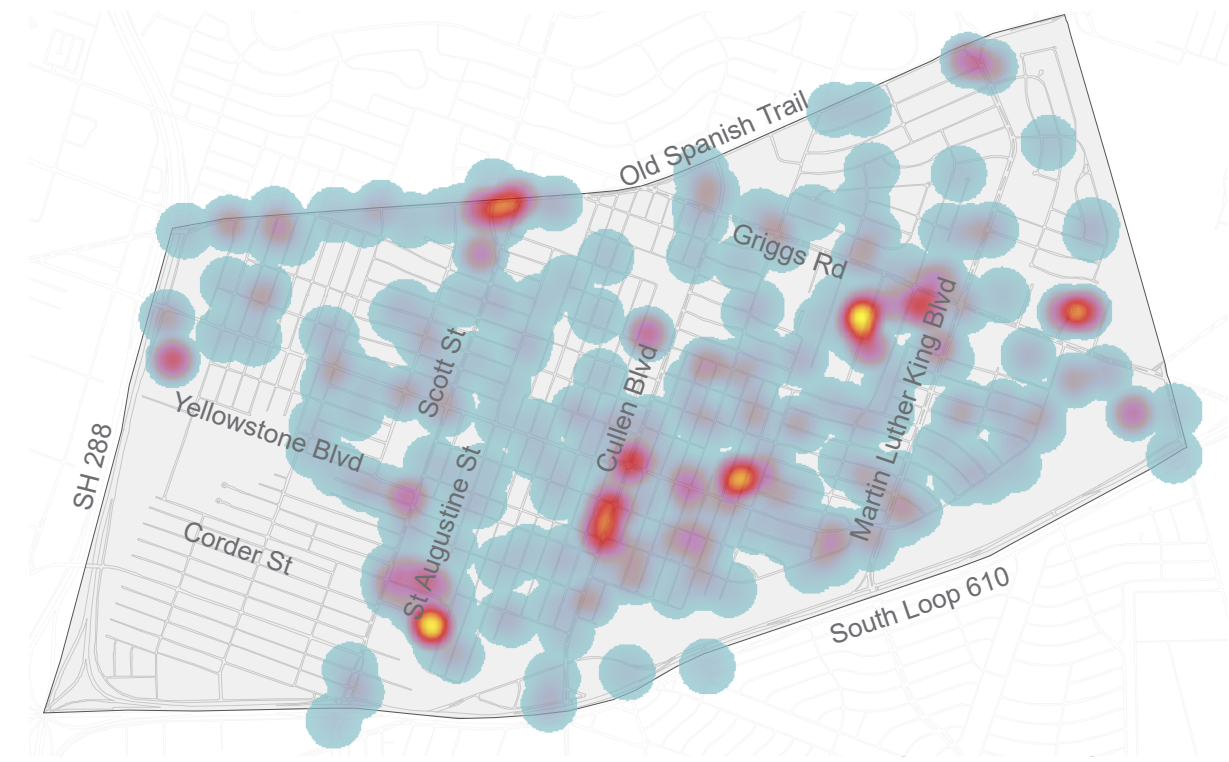 Old Spanish Trail
Griggs Rd
Scott St
Cullen Blvd
Martin Luther King Blvd
Yellowstone Blvd
SH 288
St Augustine St
Corder St
South Loop 610